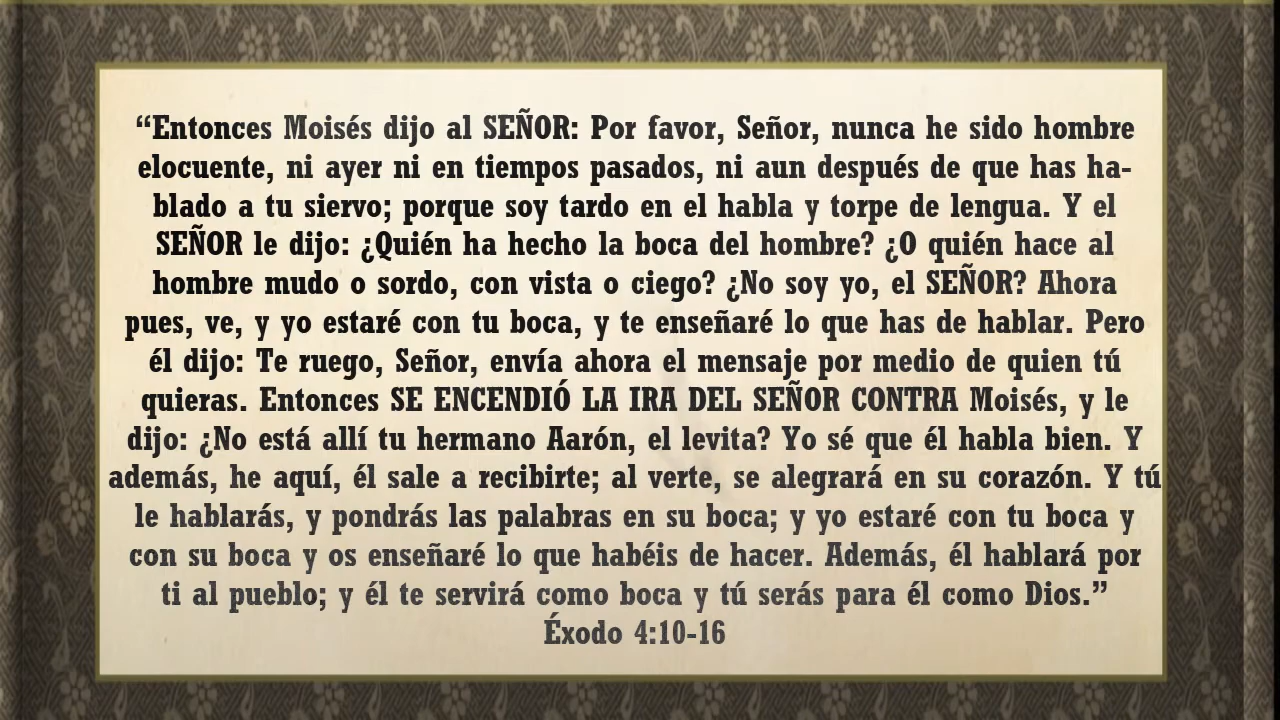 “Entonces Moisés dijo al SEÑOR: Por favor, Señor, nunca he sido hombre
elocuente, ni ayer ni en tiempos pasados, ni aun después de que has ha-
blado a tu siervo; porque soy tardo en el habla y torpe de lengua. Y el
SEÑOR le dijo: ¿Quién ha hecho la boca del hombre? ¿O quién hace al
hombre mudo o sordo, con vista o ciego? ¿No soy yo, el SEÑOR? Ahora
pues, ve, y yo estaré con tu boca, y te enseñaré lo que has de hablar. Pero
él dijo: Te ruego, Señor, envía ahora el mensaje por medio de quien tú
quieras. Entonces SE ENCENDIÓ LA IRA DEL SEÑOR CONTRA Moisés, y le
dijo: ¿No está allí tu hermano Aarón, el levita? Yo sé que él habla bien. Y
además, he aquí, él sale a recibirte; al verte, se alegrará en su corazón. Y tú
le hablarás, y pondrás las palabras en su boca; y yo estaré con tu boca y
con su boca y os enseñaré lo que habéis de hacer. Además, él hablará por
ti al pueblo; y él te servirá como boca y tú serás para él como Dios.”
Éxodo 4:10-16